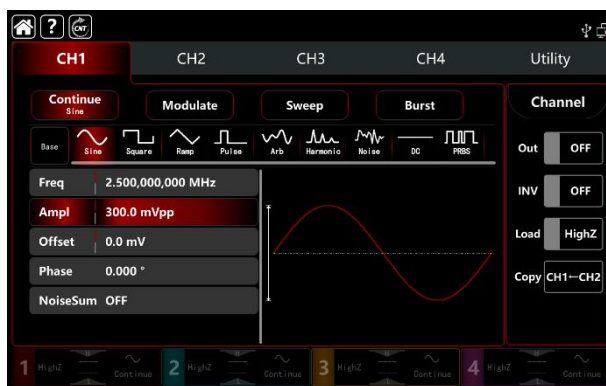 ? CNT
CH1 CH2 CH3 CH4 Utility
Continue Modulate Sweep Burst Channel
Sine
Base Sine Square Ramp Pulse Arb Harmonic Noise DC PRBS
Out OFF
Freq 2.500,000,000 MHz
INV OFF
Ampl 300.0 mVpp
Load HighZ
Offset 0.0 mV
Phase 0.000 °
Copy CH1←CH2
NoiseSum OFF
1 HighZ Continue 2 HighZ Continue 3 HighZ Continue 4 HighZ Continue